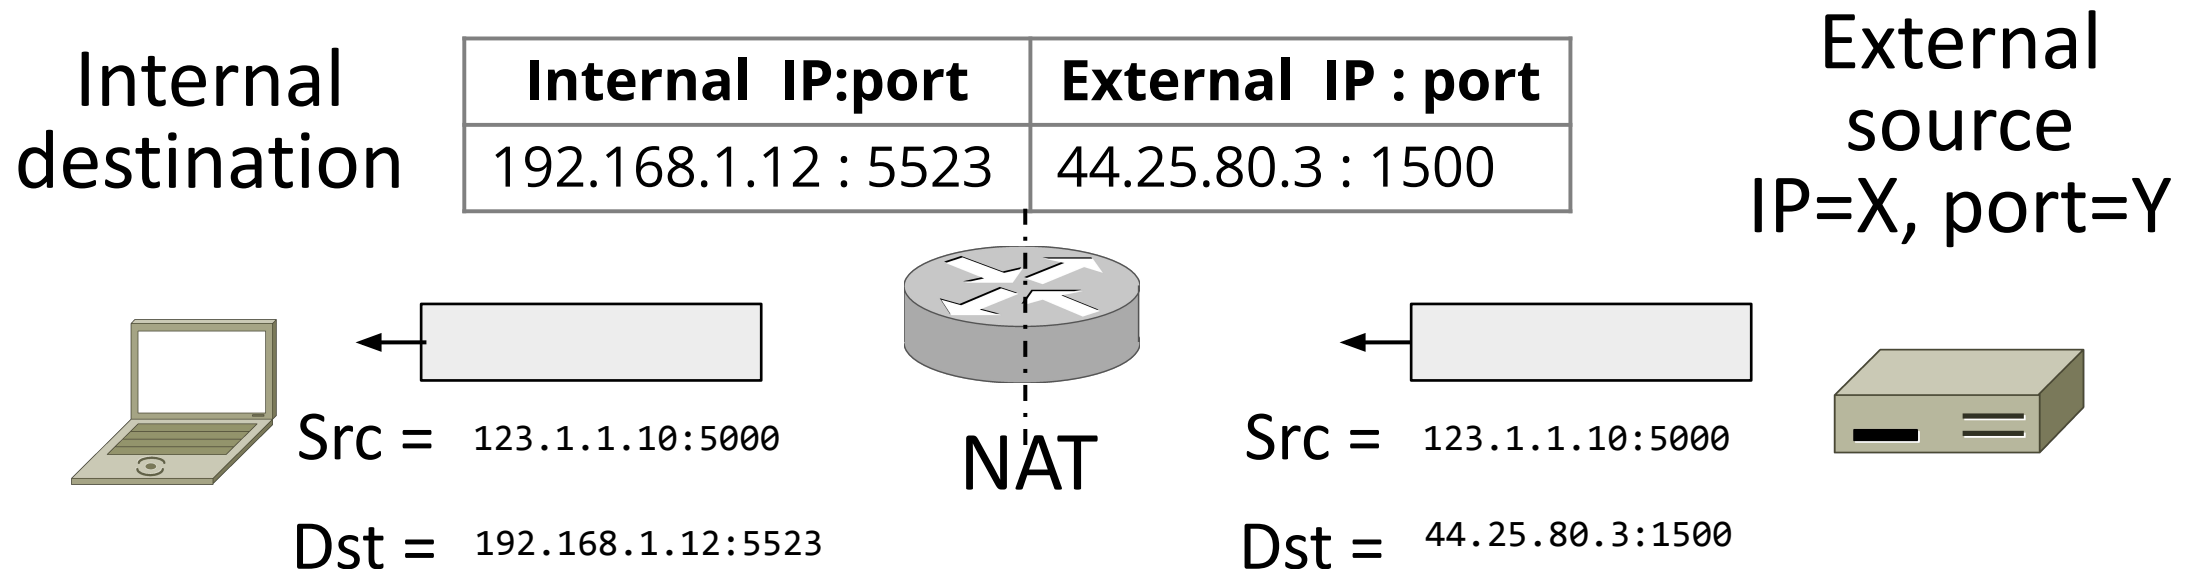 Internal
destination
Internal  IP:port
External  IP : port
192.168.1.12 : 5523
44.25.80.3 : 1500
External
source
IP=X, port=Y
Src =
123.1.1.10:5000
Dst =
192.168.1.12:5523
NAT
Src =
123.1.1.10:5000
Dst =
44.25.80.3:1500